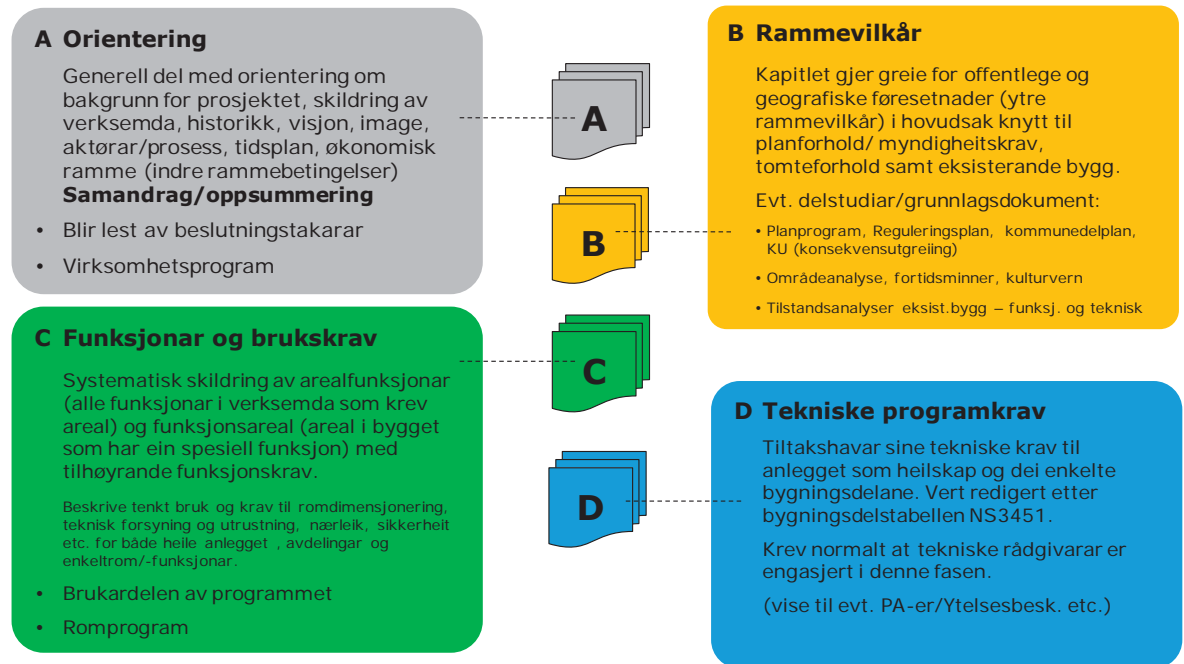 A Orientering
Generell del med orientering om
bakgrunn for prosjektet, skildring av
verksemda, historikk, visjon, image,
aktørar/prosess, tidsplan, økonomisk
ramme (indre rammebetingelser)
Samandrag/oppsummering
• Blir lest av beslutningstakarar
• Virksomhetsprogram
A
B
C
D
B Rammevilkår
Kapitlet gjer greie for offentlege og
geografiske føresetnader (ytre
rammevilkår) i hovudsak knytt til
planforhold/ myndigheitskrav,
tomteforhold samt eksisterande bygg.
Evt. delstudiar/grunnlagsdokument:
• Planprogram, Reguleringsplan, kommunedelplan,
KU (konsekvensutgreiing)
• Områdeanalyse, fortidsminner, kulturvern
• Tilstandsanalyser eksist.bygg – funksj. og teknisk
C Funksjonar og brukskrav
Systematisk skildring av arealfunksjonar
(alle funksjonar i verksemda som krev
areal) og funksjonsareal (areal i bygget
som har ein spesiell funksjon) med
tilhøyrande funksjonskrav.
Beskrive tenkt bruk og krav til romdimensjonering,
teknisk forsyning og utrustning, nærleik, sikkerheit
etc. for både heile anlegget , avdelingar og
enkeltrom/-funksjonar.
• Brukardelen av programmet
• Romprogram
D Tekniske programkrav
Tiltakshavar sine tekniske krav til
anlegget som heilskap og dei enkelte
bygningsdelane. Vert redigert etter
bygningsdelstabellen NS3451.
Krev normalt at tekniske rådgivarar er
engasjert i denne fasen.
(vise til evt. PA-er/Ytelsesbesk. etc.)